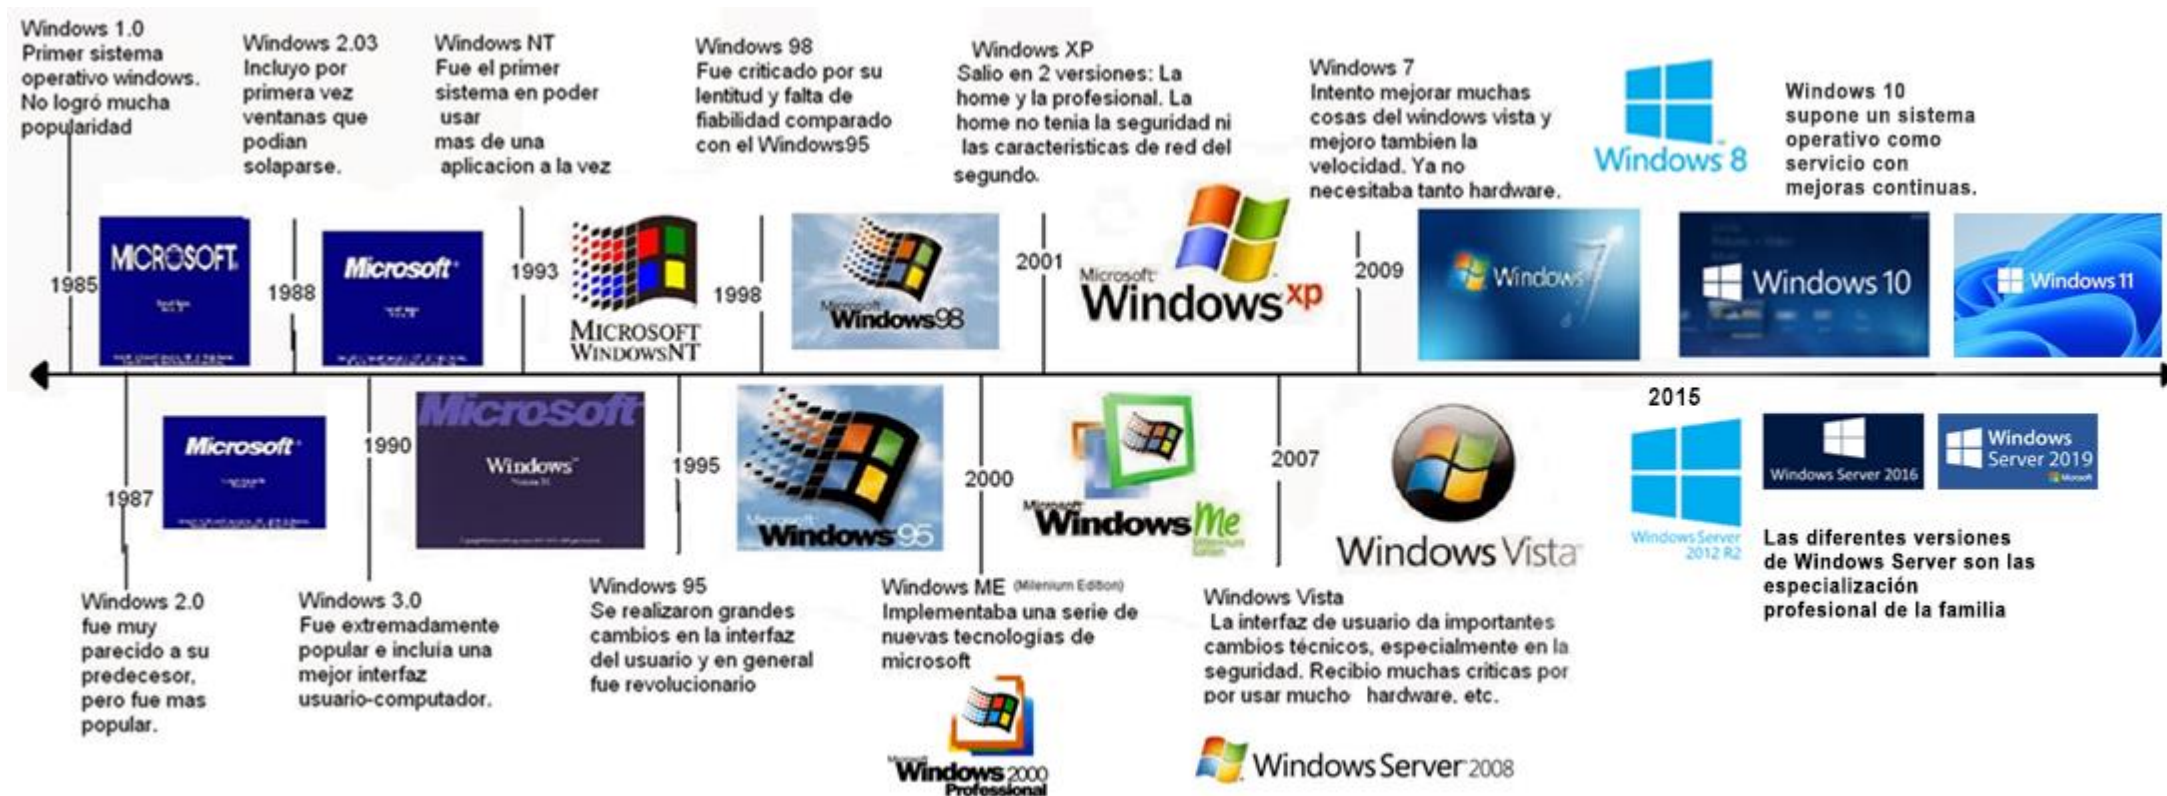 Windows 1.0
Primer sistema
operativo windows.
No logró mucha
popularidad
Windows 2.03
Incluyo por
primera vez
ventanas que
podian
solaparse.
Windows NT
Fue el primer
sistema en poder
usar
mas de una
aplicacion a la vez
Windows 98
Fue criticado por su
lentitud y falta de
fiabilidad comparado
con el Windows95
Windows XP
Salio en 2 versiones: La
home y la profesional. La
home no tenia la seguridad ni
las caracteristicas de red del
segundo.
Windows 7
Intento mejorar muchas
cosas del windows vista y
mejoro tambien la
velocidad. Ya no
necesitaba tanto hardware.
Windows 8
Windows 10
supone un sistema
operativo como
servicio con
mejoras continuas.
1985
MICROSOFT
1988
Microsoft
1993
MICROSOFT
WINDOWSNT
1998
Microsoft
Windows98
2001
Microsoft
Windows xp
2009
Windows 7
Windows 10
Windows 11
1987
Microsoft
1990
Microsoft
Windows
1995
Microsoft
Windows 95
2000
Microsoft
Windows Me
Millennium
Edition
2007
Windows Vista
2015
Windows Server
2012 R2
Windows Server 2016
Windows
Server 2019
Microsoft
Las diferentes versiones
de Windows Server son las
especialización
profesional de la familia
Windows 2.0
fue muy
parecido a su
predecesor,
pero fue mas
popular.
Windows 3.0
Fue extremadamente
popular e incluía una
mejor interfaz
usuario-computador.
Windows 95
Se realizaron grandes
cambios en la interfaz
del usuario y en general
fue revolucionario
Windows ME (Milenium Edition)
Implementaba una serie de
nuevas tecnologías de
microsoft
Microsoft
Windows 2000
Professional
Windows Vista
La interfaz de usuario da importantes
cambios técnicos, especialmente en la
seguridad. Recibio muchas criticas por
por usar mucho hardware, etc.
Windows Server 2008